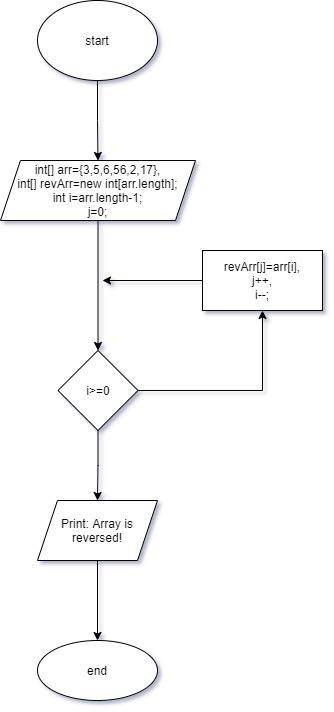 start
int[] arr={3,5,6,56,2,17},
int[] revArr=new int[arr.length];
int i=arr.length-1;
j=0;
revArr[j]=arr[i],
j++,
i--;
i>=0
Print: Array is
reversed!
end